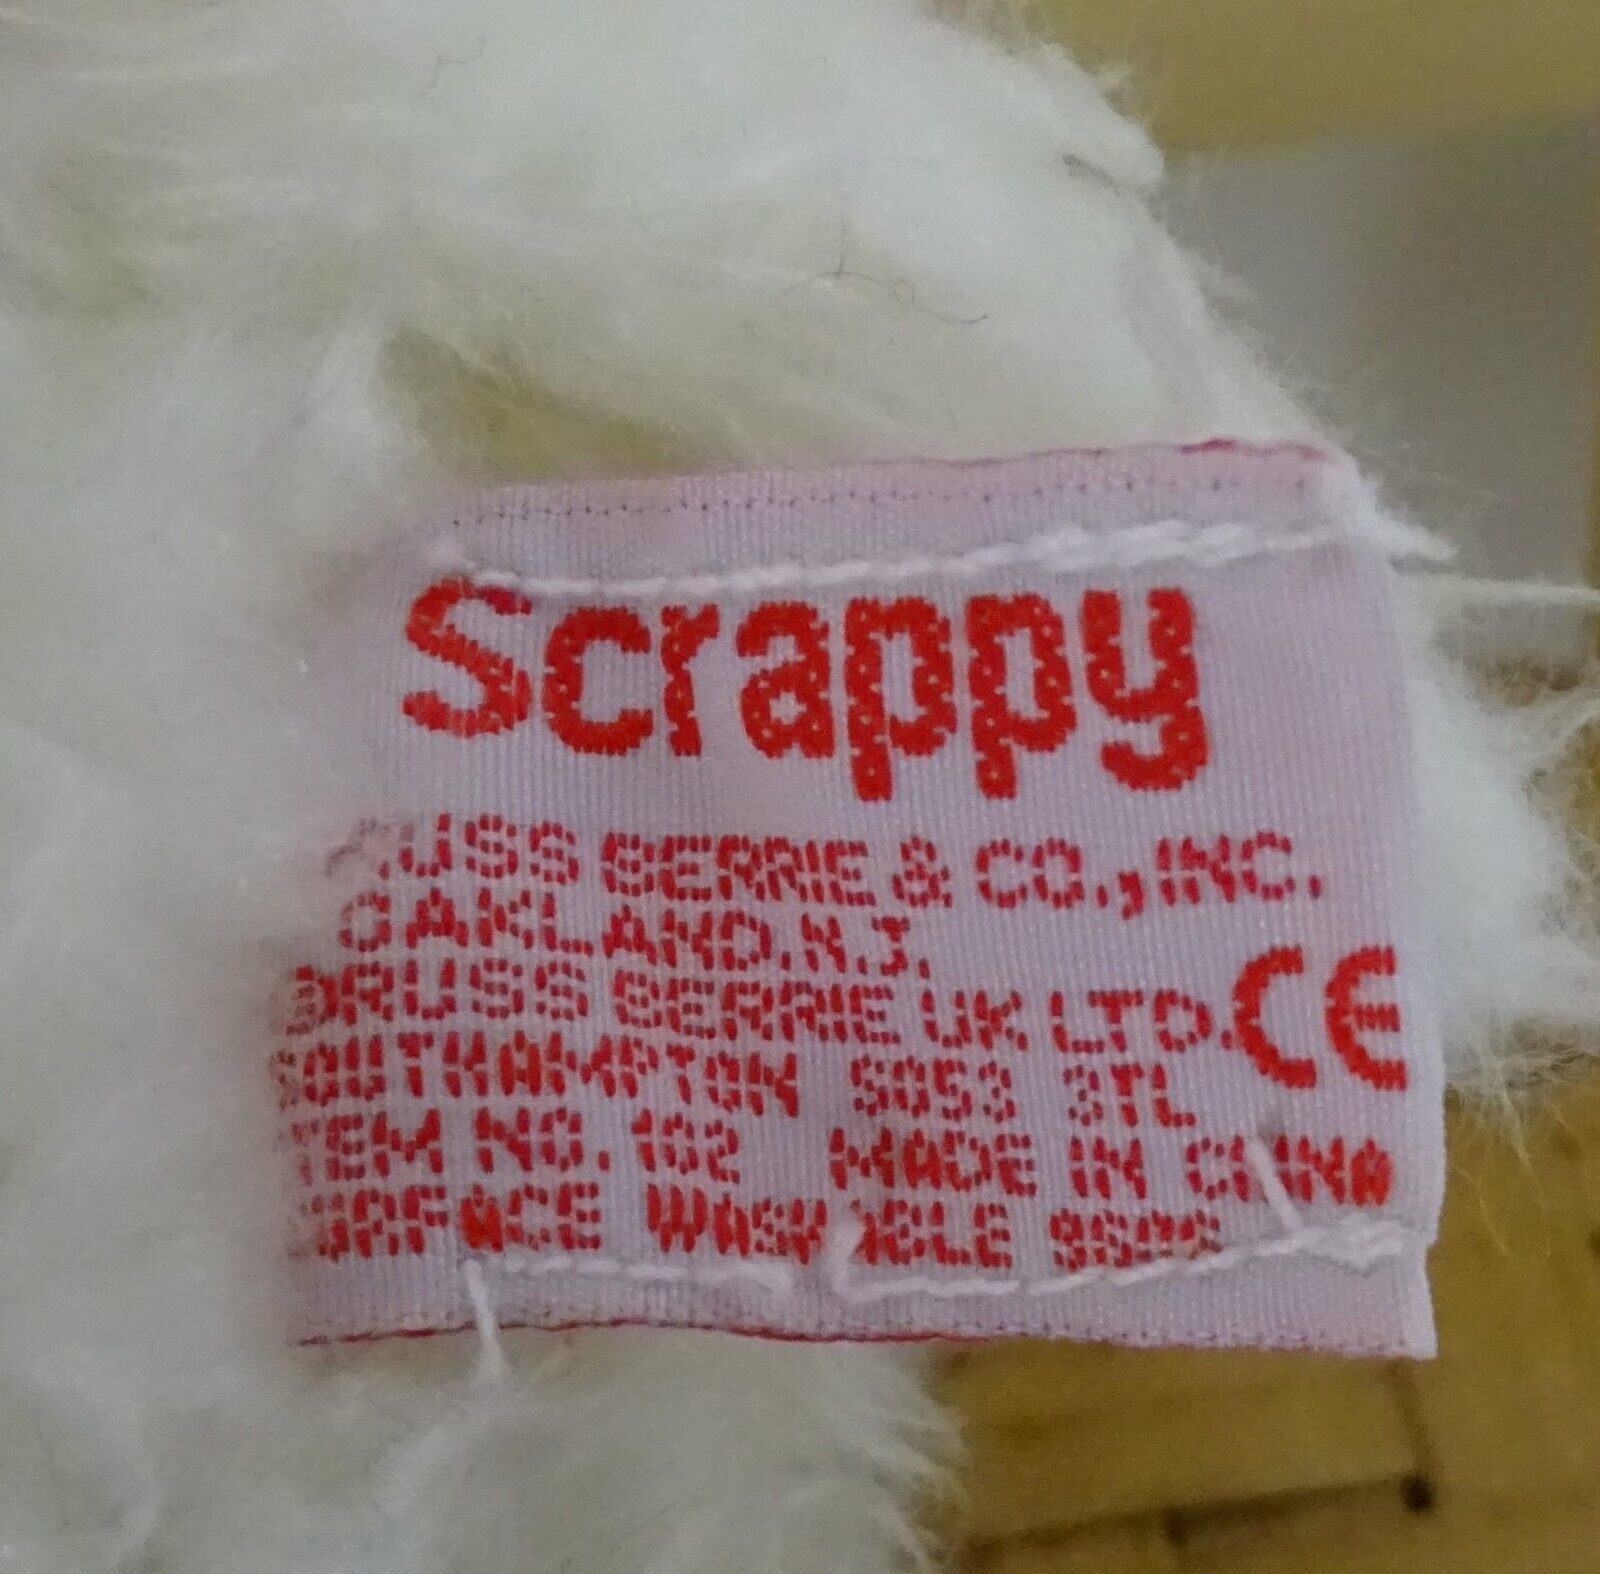 Scrappy
RUSS BERRIE & CO., INC.
OAKLAND, N.J.
RUSS BERRIE UK LTD.
CE
SOUTHAMPTON SO53 3TL
ITEM NO. 102 MADE IN CHINA
SURFACE WASHABLE